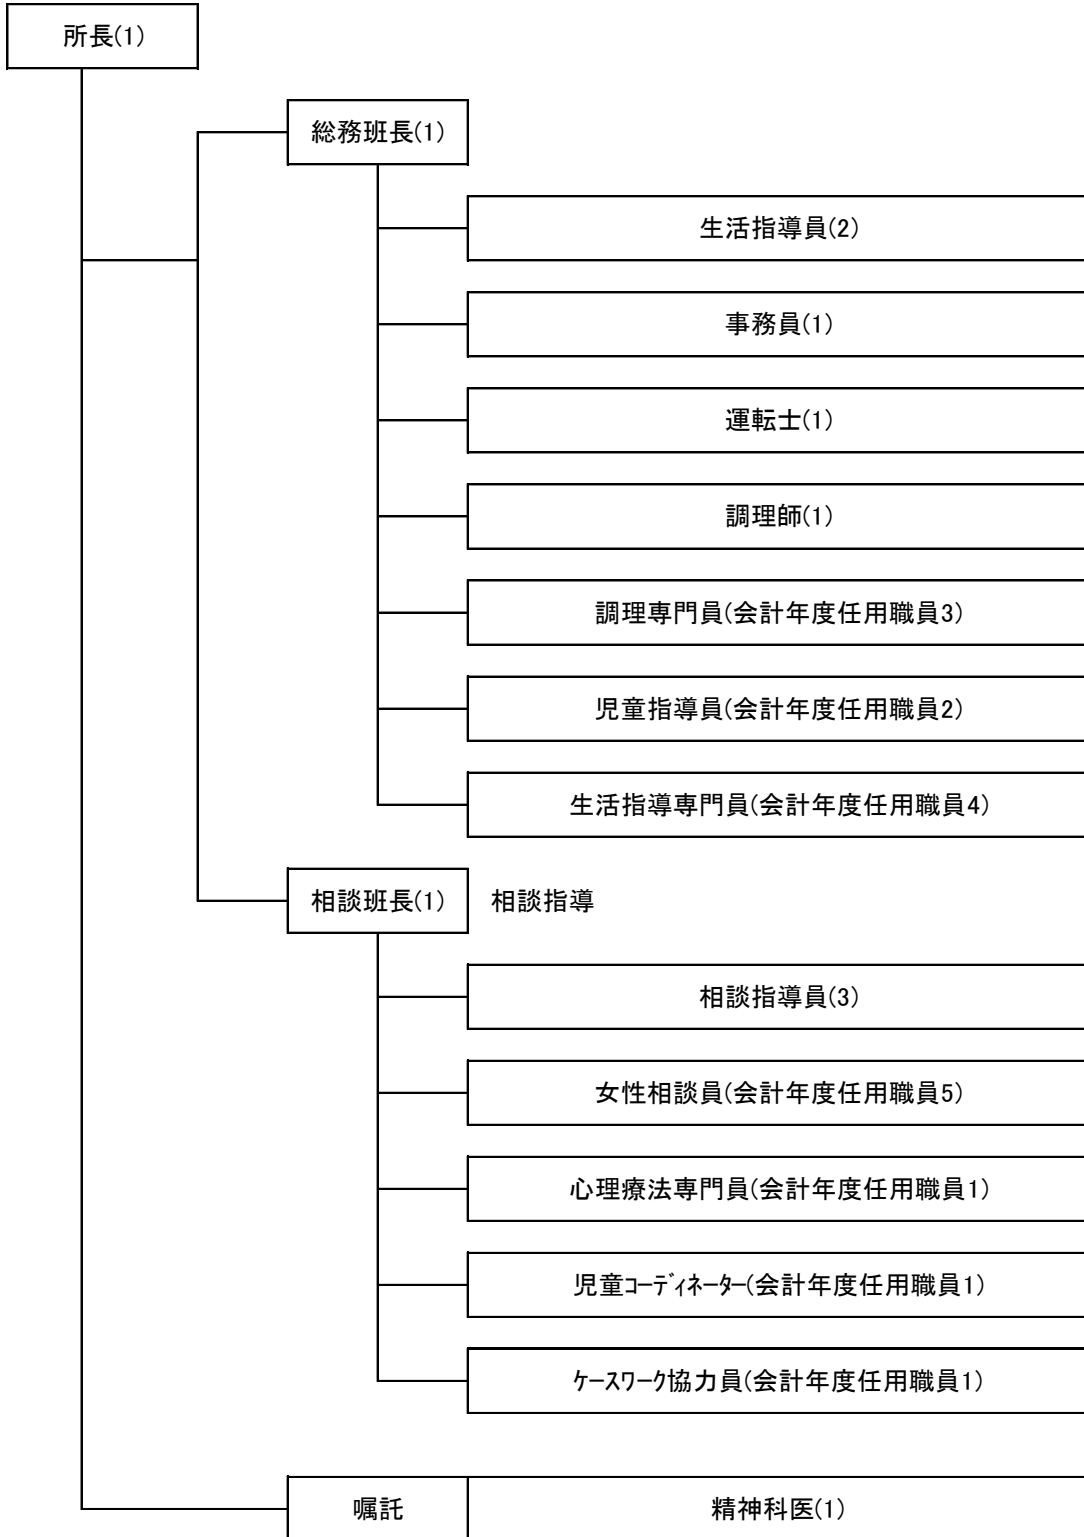 所長(1)
総務班長(1)
生活指導員(2)
事務員(1)
運転士(1)
調理師(1)
調理専門員(会計年度任用職員3)
児童指導員(会計年度任用職員2)
生活指導専門員(会計年度任用職員4)
相談班長(1) 相談指導
相談指導員(3)
女性相談員(会計年度任用職員5)
心理療法専門員(会計年度任用職員1)
児童ｺｰﾃﾞｨﾈｰﾀｰ(会計年度任用職員1)
ｹｰｽﾜｰｸ協力員(会計年度任用職員1)
嘱託 精神科医(1)